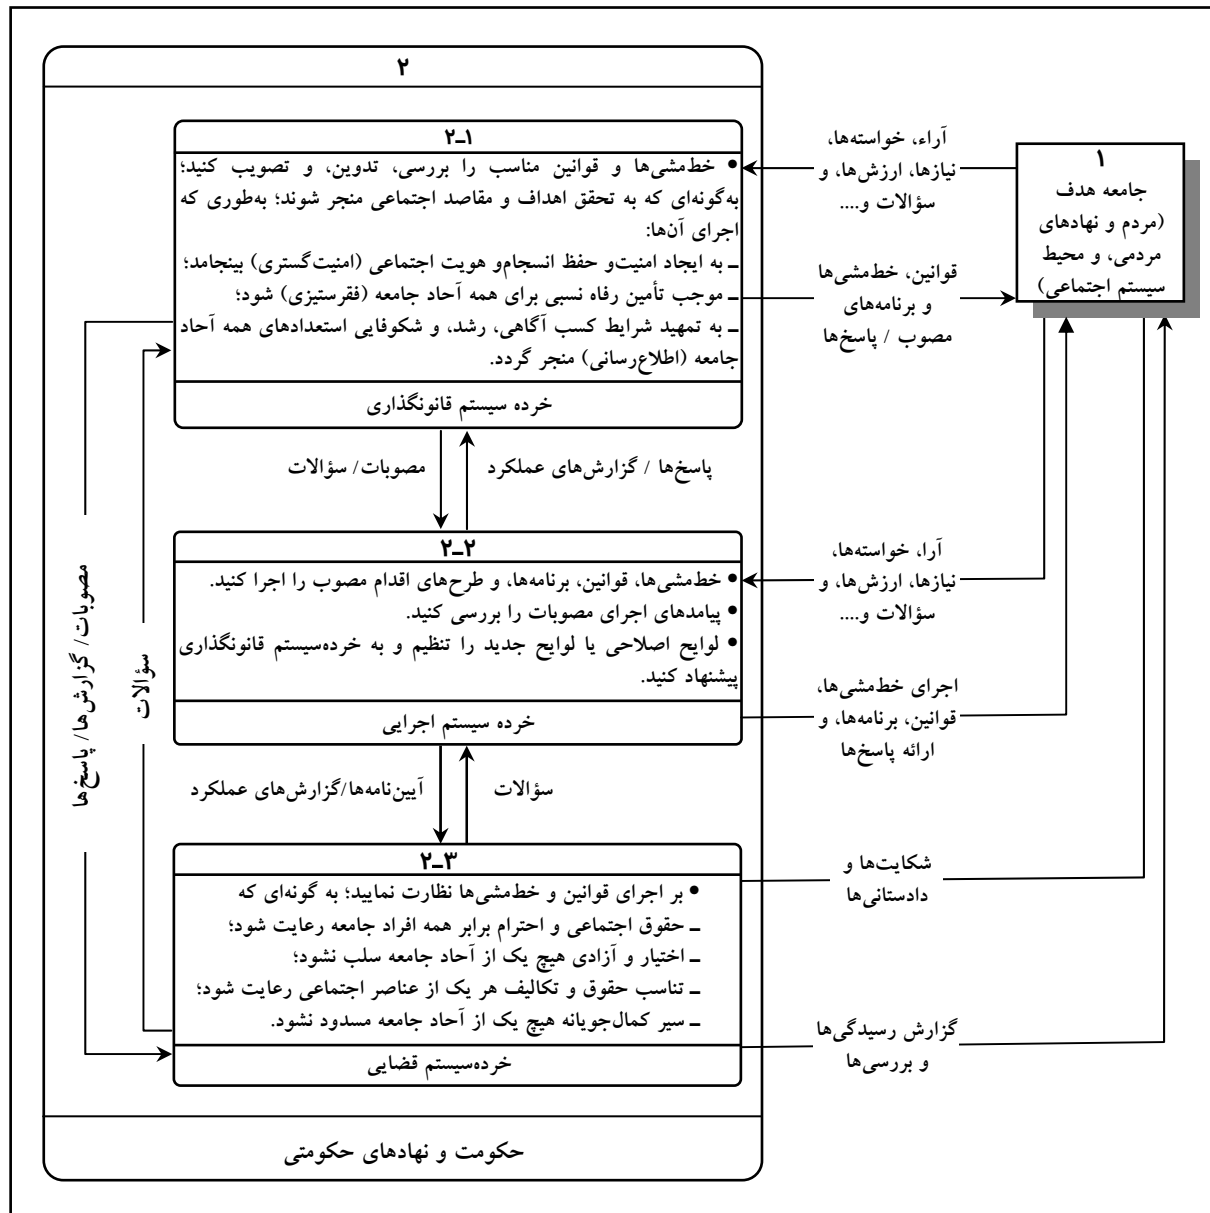 ۲
۲ـ۱
• خط‌مشی‌ها و قوانین مناسب را بررسی، تدوین، و تصویب کنید؛
به‌گونه‌ای که به تحقق اهداف و مقاصد اجتماعی منجر شوند؛ به‌طوری که
اجرای آن‌ها:
ـ به ایجاد امنیت‌و حفظ انسجام‌و هویت اجتماعی (امنیت‌گستری) بینجامد؛
ـ موجب تأمین رفاه نسبی برای همه آحاد جامعه (فقرستیزی) شود؛
ـ به تمهید شرایط کسب آگاهی، رشد، و شکوفایی استعدادهای همه آحاد
جامعه (اطلاع‌رسانی) منجر گردد.
خرده سیستم قانونگذاری
آراء، خواسته‌ها،
نیازها، ارزش‌ها، و
سؤالات و....
۱
جامعه هدف
(مردم و نهادهای
مردمی، و محیط
سیستم اجتماعی)
قوانین، خط‌مشی‌ها
و برنامه‌های
مصوب / پاسخ‌ها
مصوبات/ سؤالات
پاسخ‌ها / گزارش‌های عملکرد
۲ـ۲
• خط‌مشی‌ها، قوانین، برنامه‌ها، و طرح‌های اقدام مصوب را اجرا کنید.
• پیامدهای اجرای مصوبات را بررسی کنید.
• لوایح اصلاحی یا لوایح جدید را تنظیم و به خرده‌سیستم قانونگذاری
پیشنهاد کنید.
خرده سیستم اجرایی
آرا، خواسته‌ها،
نیازها، ارزش‌ها، و
سؤالات و....
اجرای خط‌مشی‌ها،
قوانین، برنامه‌ها، و
ارائه پاسخ‌ها
مصوبات/ گزارش‌ها/ پاسخ‌ها
سؤالات
آیین‌نامه‌ها/گزارش‌های عملکرد
سؤالات
۲ـ۳
• بر اجرای قوانین و خط‌مشی‌ها نظارت نمایید؛ به گونه‌ای که
ـ حقوق اجتماعی و احترام برابر همه افراد جامعه رعایت شود؛
ـ اختیار و آزادی هیچ یک از آحاد جامعه سلب نشود؛
ـ تناسب حقوق و تکالیف هر یک از عناصر اجتماعی رعایت شود؛
ـ سیر کمال‌جویانه هیچ یک از آحاد جامعه مسدود نشود.
خرده‌سیستم قضایی
شکایت‌ها و
دادستانی‌ها
گزارش رسیدگی‌ها
و بررسی‌ها
حکومت و نهادهای حکومتی